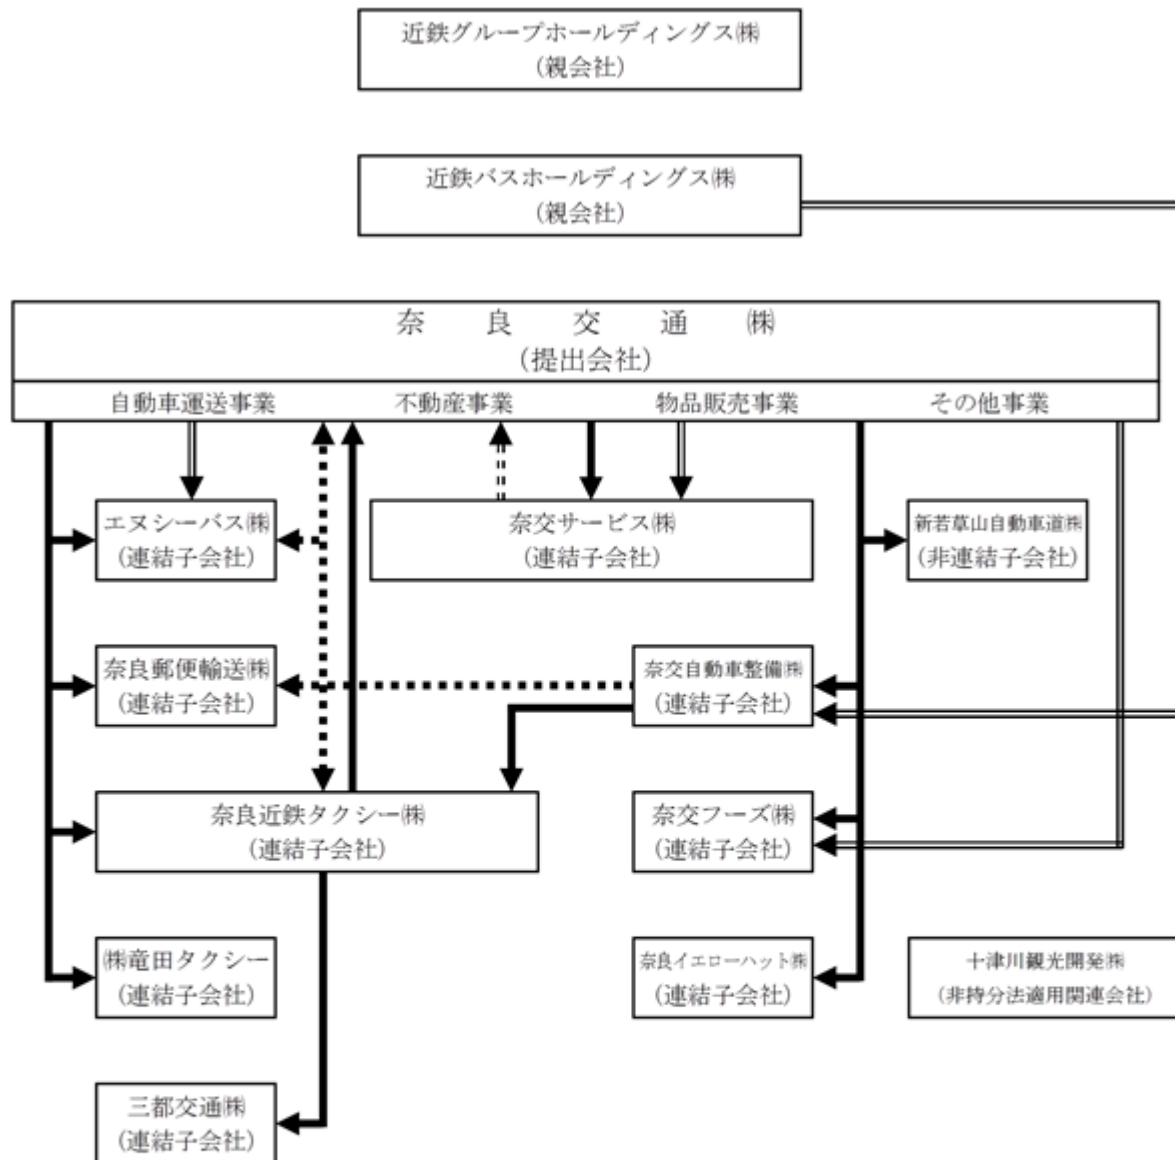 近鉄グループホールディングス㈱
(親会社)
近鉄バスホールディングス㈱
(親会社)
奈良交通㈱
(提出会社)
自動車運送事業 不動産事業 物品販売事業 その他事業
エヌシーバス㈱
(連結子会社)
奈交サービス㈱
(連結子会社)
新若草山自動車道㈱
(非連結子会社)
奈良郵便輸送㈱
(連結子会社)
奈交自動車整備㈱
(連結子会社)
奈良近鉄タクシー㈱
(連結子会社)
奈交フーズ㈱
(連結子会社)
㈱竜田タクシー
(連結子会社)
奈良イエローハット㈱
(連結子会社)
十津川観光開発㈱
(非持分法適用関連会社)
三都交通㈱
(連結子会社)